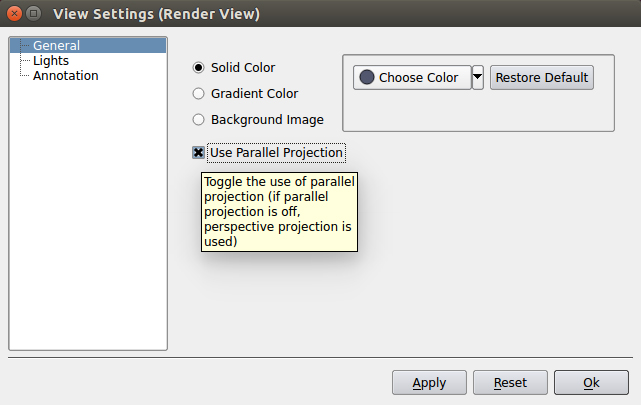 View Settings (Render View)
General
Lights
Annotation
Solid Color
Gradient Color
Background Image
Choose Color
Restore Default
Use Parallel Projection
Toggle the use of parallel
projection (if parallel
projection is off,
perspective projection is
used)
Apply
Reset
Ok